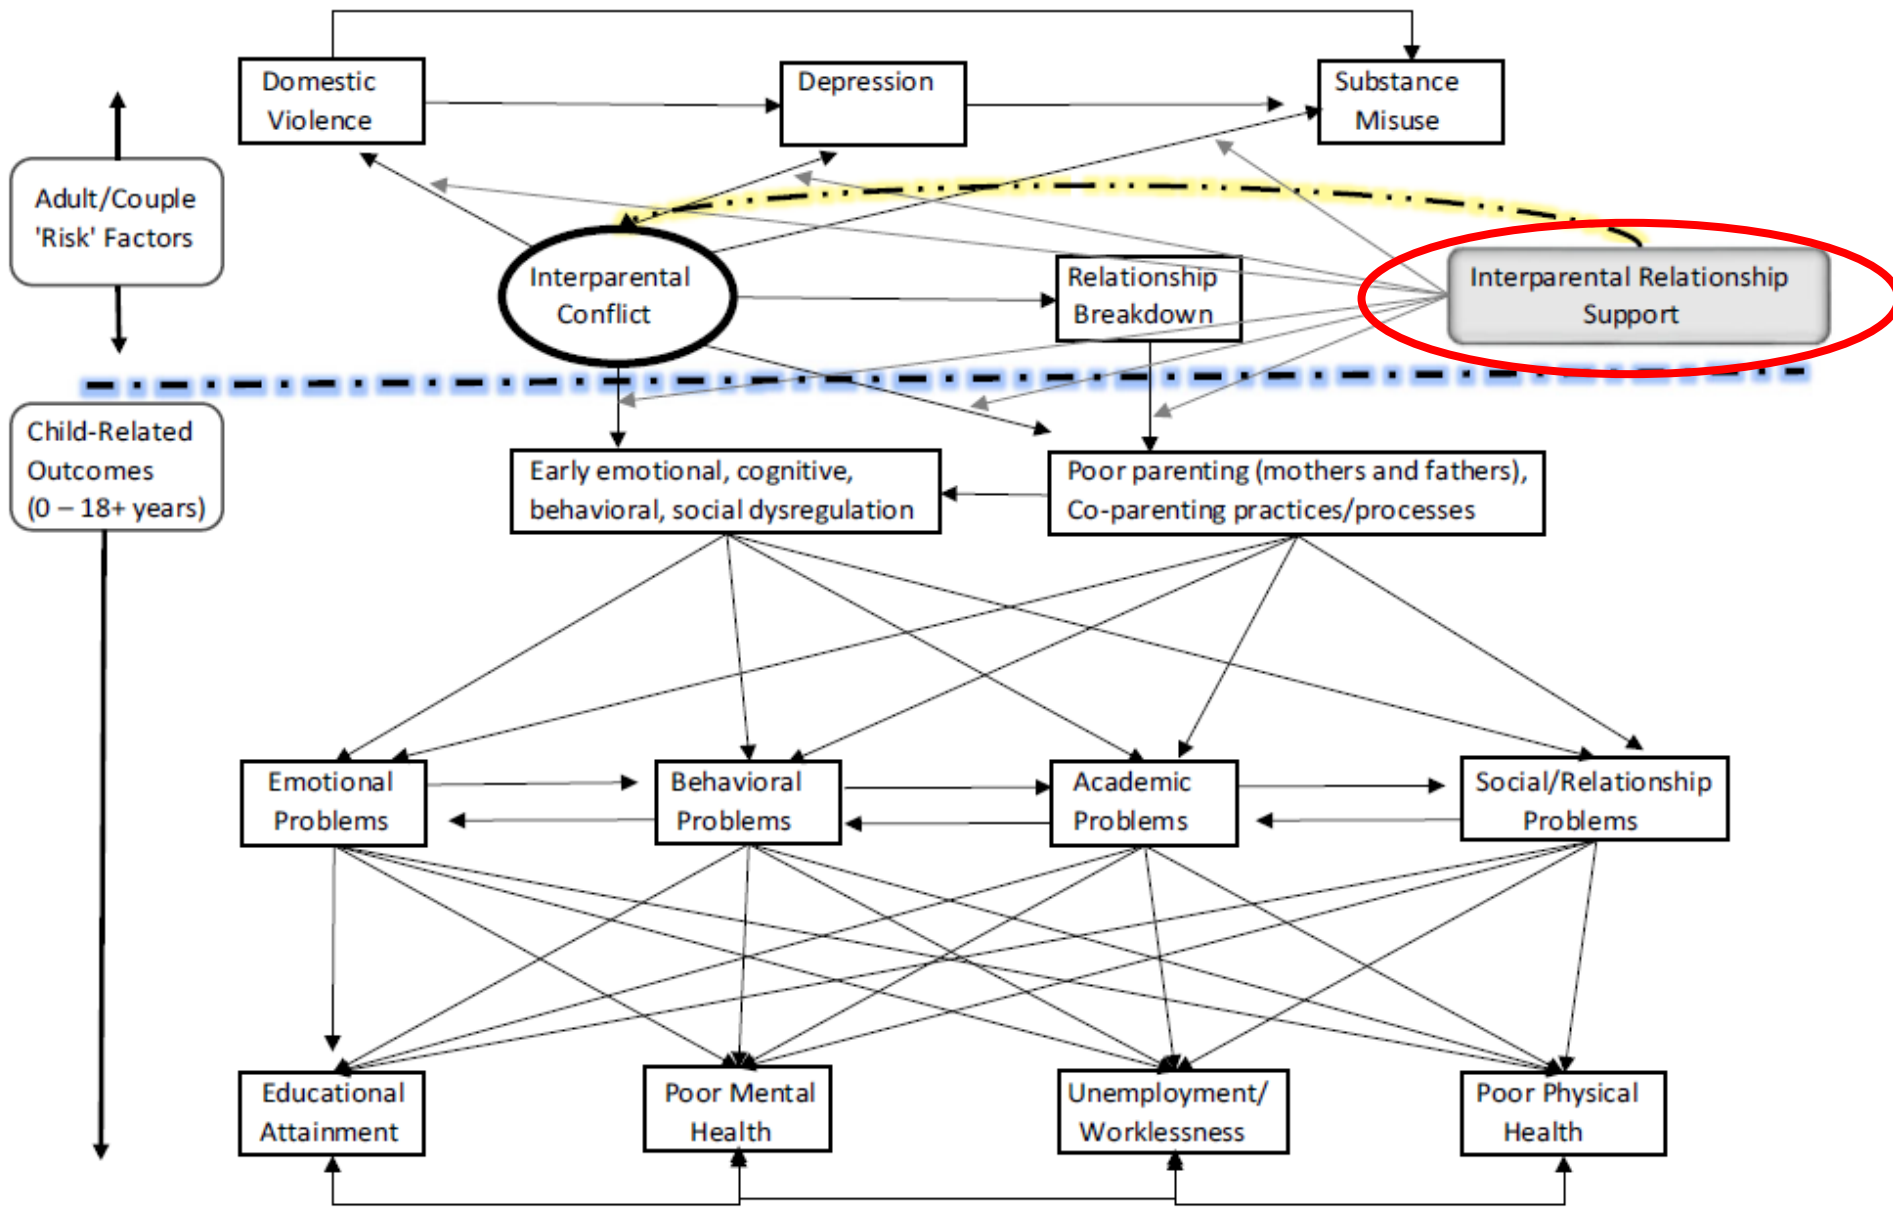 Domestic
Violence
Depression
Substance
Misuse
Adult/Couple
'Risk' Factors
Interparental
Conflict
Relationship
Breakdown
Interparental Relationship
Support
Child-Related
Outcomes
(0 – 18+ years)
Early emotional, cognitive,
behavioral, social dysregulation
Poor parenting (mothers and fathers),
Co-parenting practices/processes
Emotional
Problems
Behavioral
Problems
Academic
Problems
Social/Relationship
Problems
Educational
Attainment
Poor Mental
Health
Unemployment/
Worklessness
Poor Physical
Health